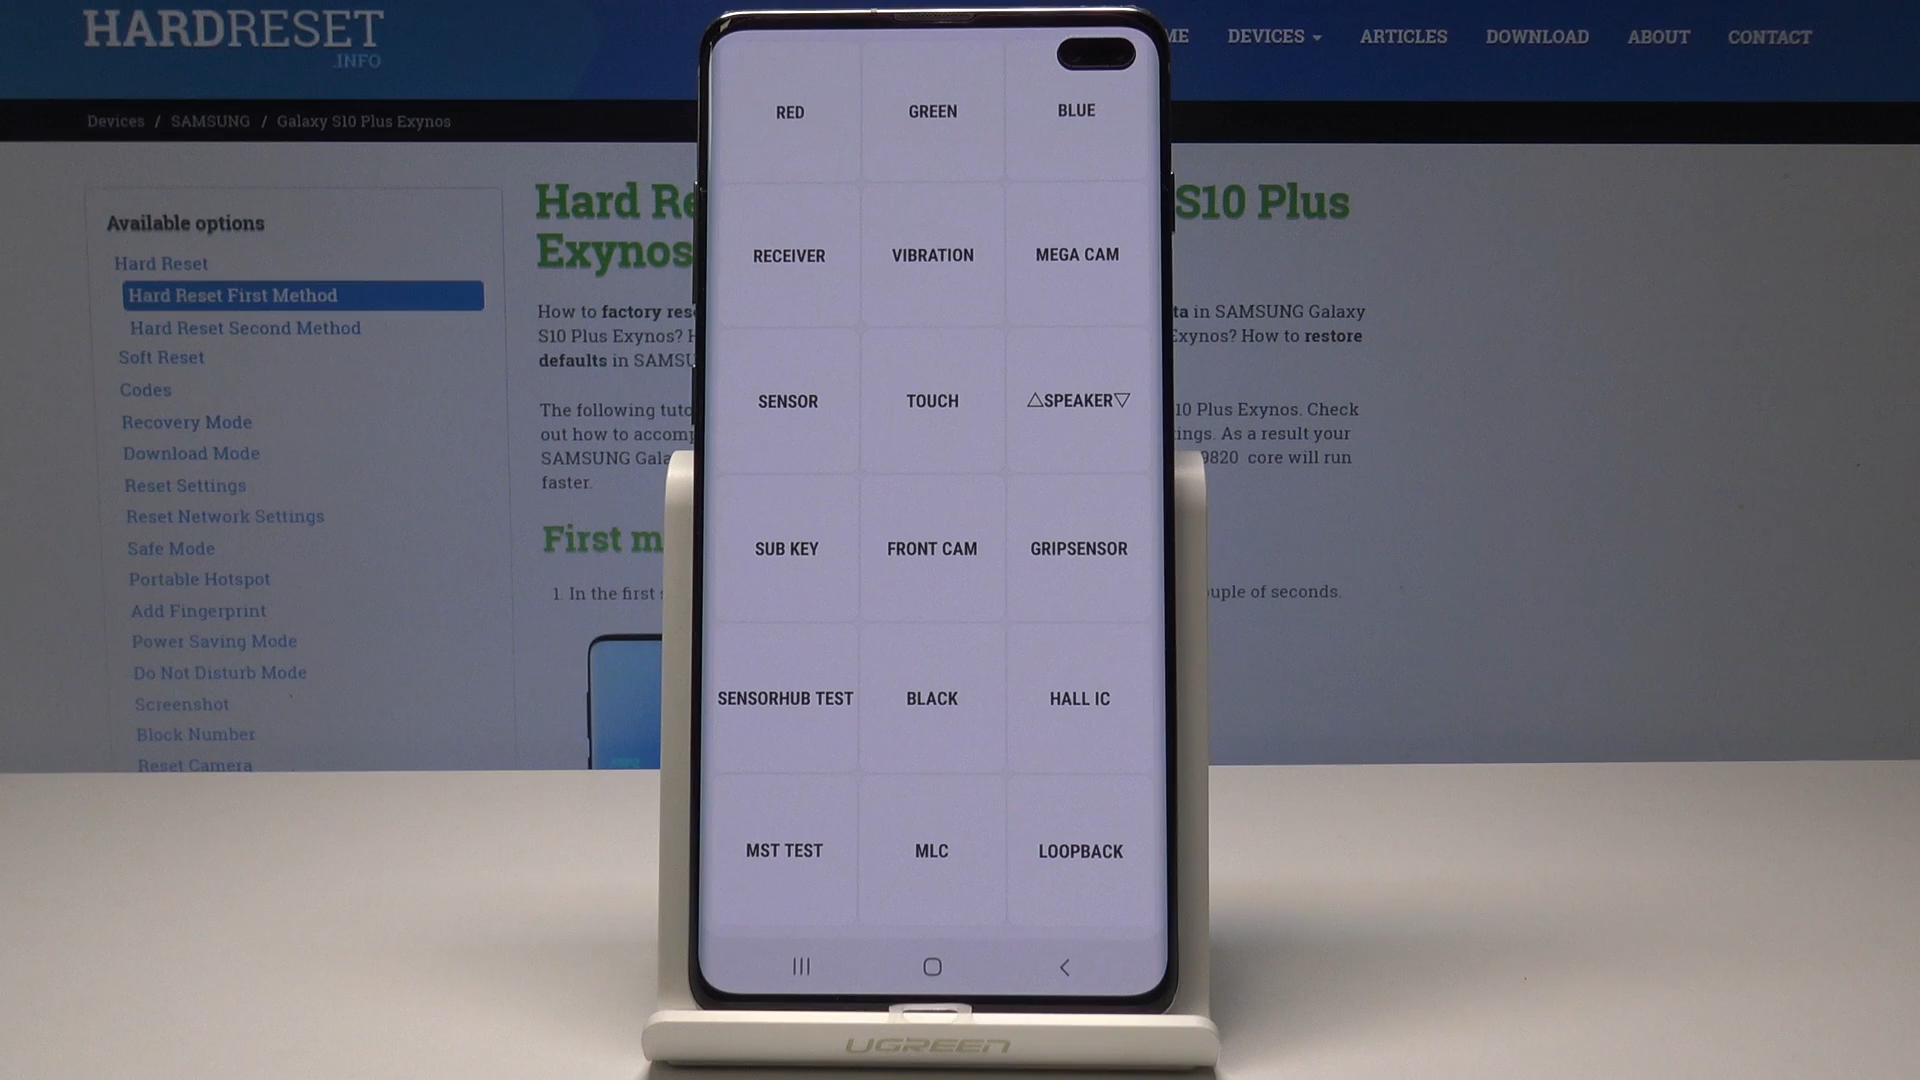 HARDRESET
.INFO
ME DEVICES ARTICLES DOWNLOAD ABOUT CONTACT
Devices / SAMSUNG / Galaxy S10 Plus Exynos
Available options
Hard Reset
Hard Reset First Method
Hard Reset Second Method
Soft Reset
Codes
Recovery Mode
Download Mode
Reset Settings
Reset Network Settings
Safe Mode
Portable Hotspot
Add Fingerprint
Power Saving Mode
Do Not Disturb Mode
Screenshot
Block Number
Reset Camera
Hard Re S10 Plus
Exynos
How to factory res ta in SAMSUNG Galaxy
S10 Plus Exynos? H Exynos? How to restore
defaults in SAMSU
The following tuto 10 Plus Exynos. Check
out how to accomp ings. As a result your
SAMSUNG Gala 9820 core will run
faster.
First m
1. In the first uple of seconds.
RED GREEN BLUE
RECEIVER VIBRATION MEGA CAM
SENSOR TOUCH △SPEAKER▽
SUB KEY FRONT CAM GRIPSENSOR
SENSORHUB TEST BLACK HALL IC
MST TEST MLC LOOPBACK
UGREEN